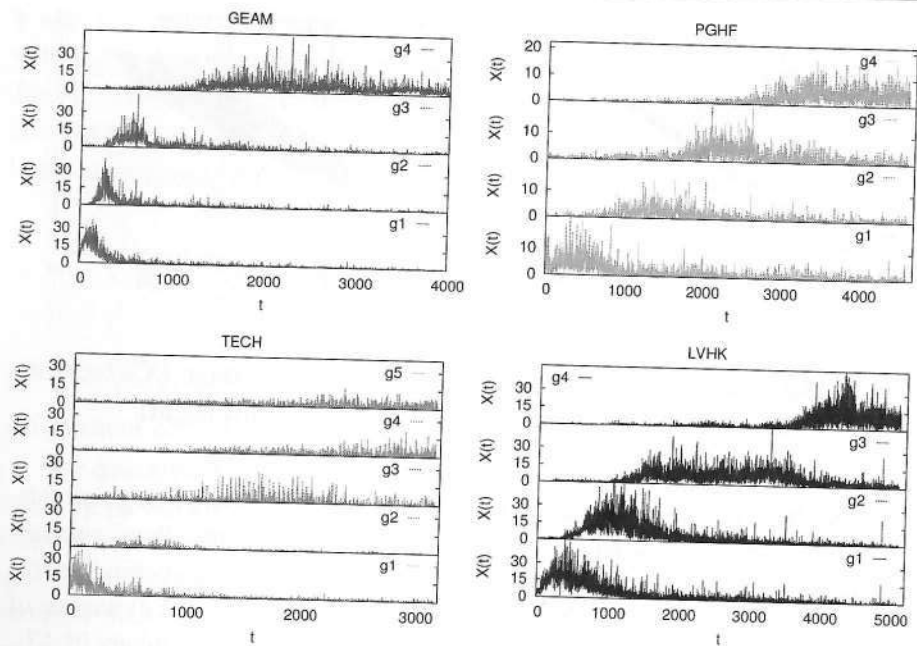 GEAM
X(t) 30 15 0 g4
X(t) 30 15 0 g3
X(t) 30 15 0 g2
X(t) 30 15 0 g1
0 1000 2000 3000 4000
t
PGHF
X(t) 20 10 0 g4
X(t) 10 0 g3
X(t) 10 0 g2
X(t) 10 0 g1
0 1000 2000 3000 4000
t
TECH
X(t) 30 15 0 g5
X(t) 30 15 0 g4
X(t) 30 15 0 g3
X(t) 30 15 0 g2
X(t) 30 15 0 g1
0 1000 2000 3000
t
LVHK
X(t) 30 15 0 g4
X(t) 30 15 0 g3
X(t) 30 15 0 g2
X(t) 30 15 0 g1
0 1000 2000 3000 4000 5000
t